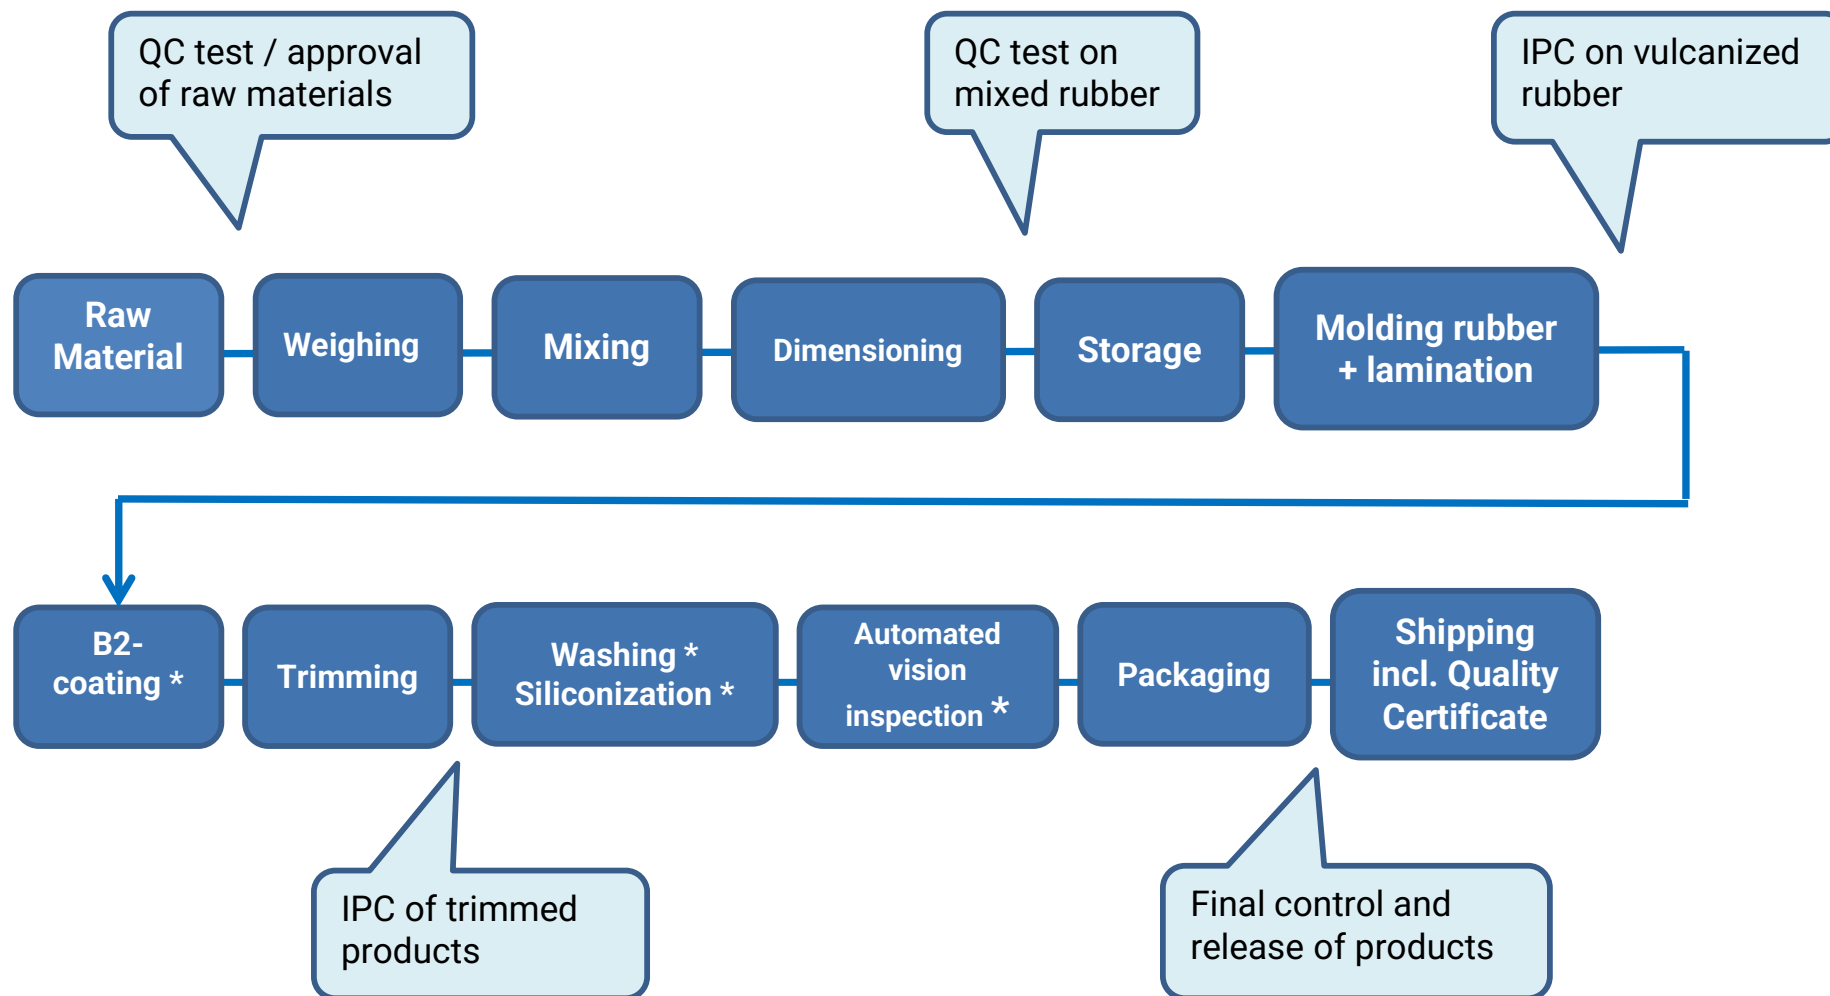 QC test / approval
of raw materials
QC test on
mixed rubber
IPC on vulcanized
rubber
Raw
Material
Weighing
Mixing
Dimensioning
Storage
Molding rubber
+ lamination
B2-
coating *
Trimming
Washing *
Siliconization *
Automated
vision
inspection *
Packaging
Shipping
incl. Quality
Certificate
IPC of trimmed
products
Final control and
release of products